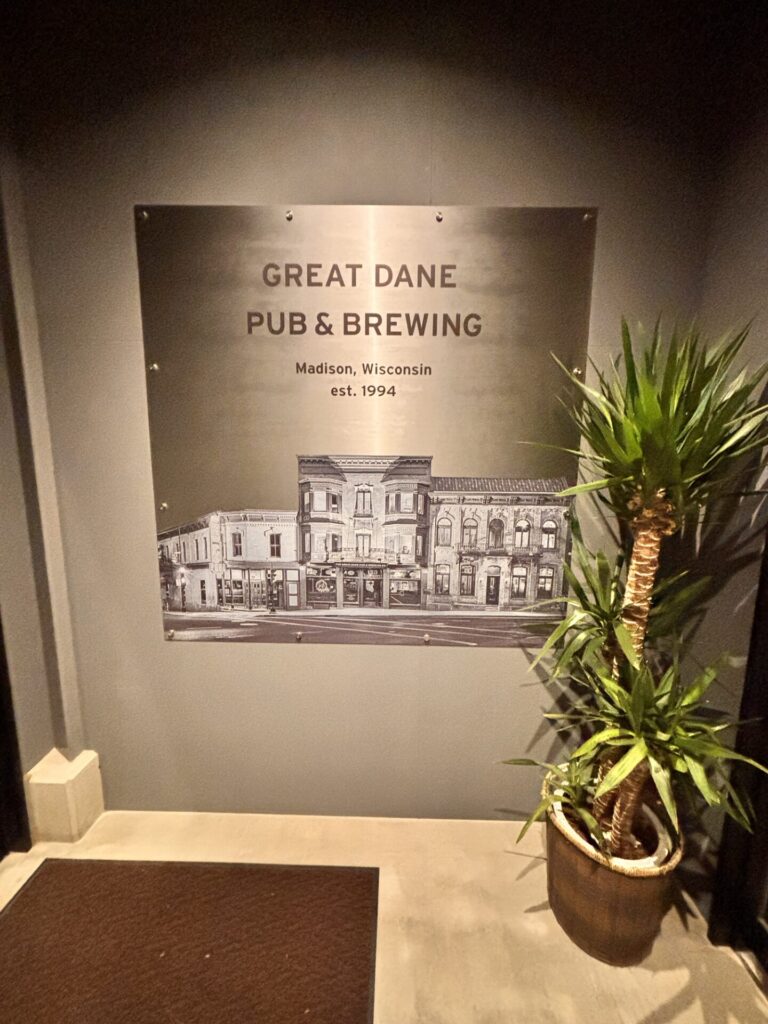 GREAT DANE
PUB & BREWING
Madison, Wisconsin
est. 1994